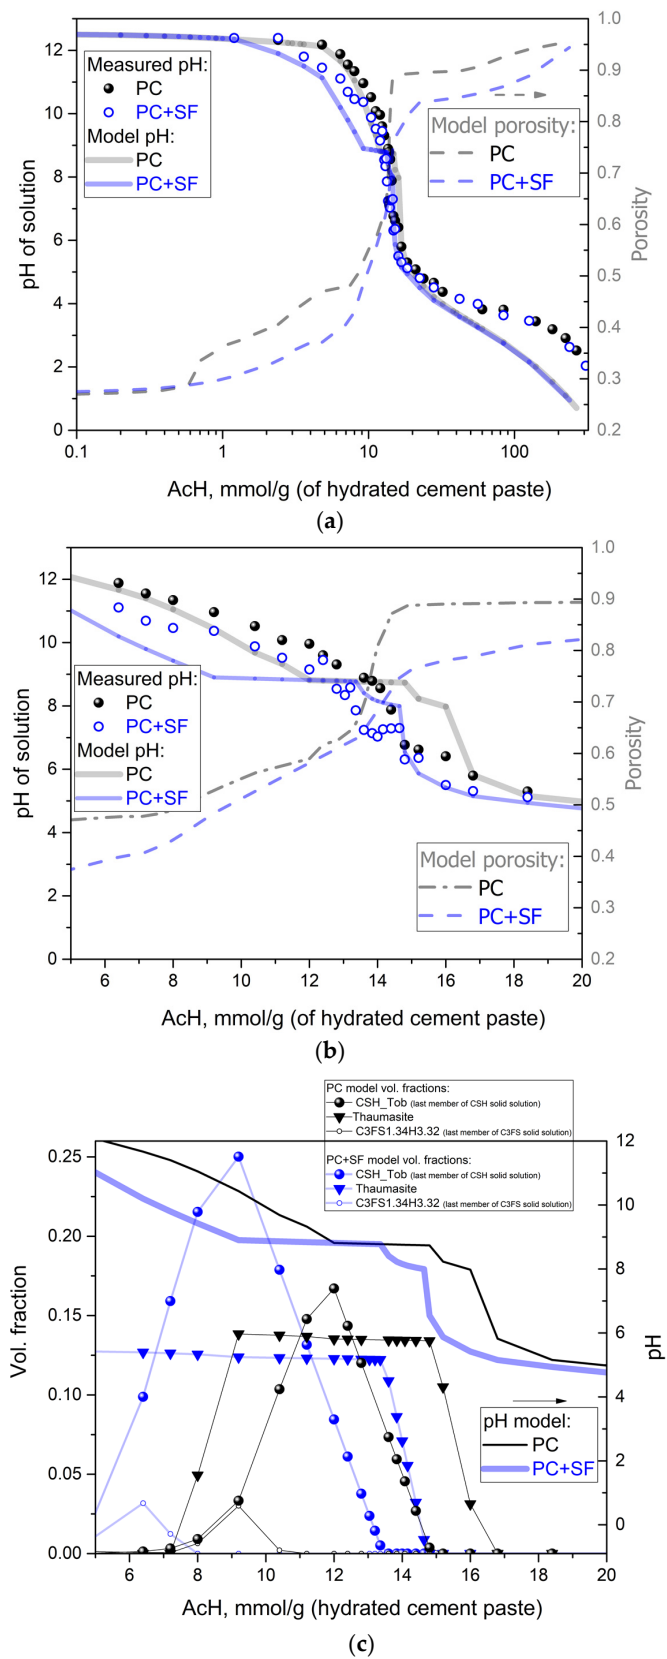 12
10
8
6
4
2
0
pH of solution
Measured pH:
PC
PC+SF
Model pH:
PC
PC+SF
Model porosity:
PC
PC+SF
1.0
0.9
0.8
0.7
0.6
0.5
0.4
0.3
0.2
Porosity
0.1 1 10 100
AcH, mmol/g (of hydrated cement paste)
(a)
12
10
8
6
4
2
0
pH of solution
Measured pH:
PC
PC+SF
Model pH:
PC
PC+SF
Model porosity:
PC
PC+SF
1.0
0.9
0.8
0.7
0.6
0.5
0.4
0.3
0.2
Porosity
6 8 10 12 14 16 18 20
AcH, mmol/g (of hydrated cement paste)
(b)
PC model vol. fractions:
CSH_Tob (last member of CSH solid solution)
Thaumasite
C3FS1.34H3.32 (last member of C3FS solid solution)
PC+SF model vol. fractions:
CSH_Tob (last member of CSH solid solution)
Thaumasite
C3FS1.34H3.32 (last member of C3FS solid solution)
0.25
0.20
0.15
0.10
0.05
0.00
Vol. fraction
12
10
8
6
4
2
0
pH
pH model:
PC
PC+SF
6 8 10 12 14 16 18 20
AcH, mmol/g (hydrated cement paste)
(c)